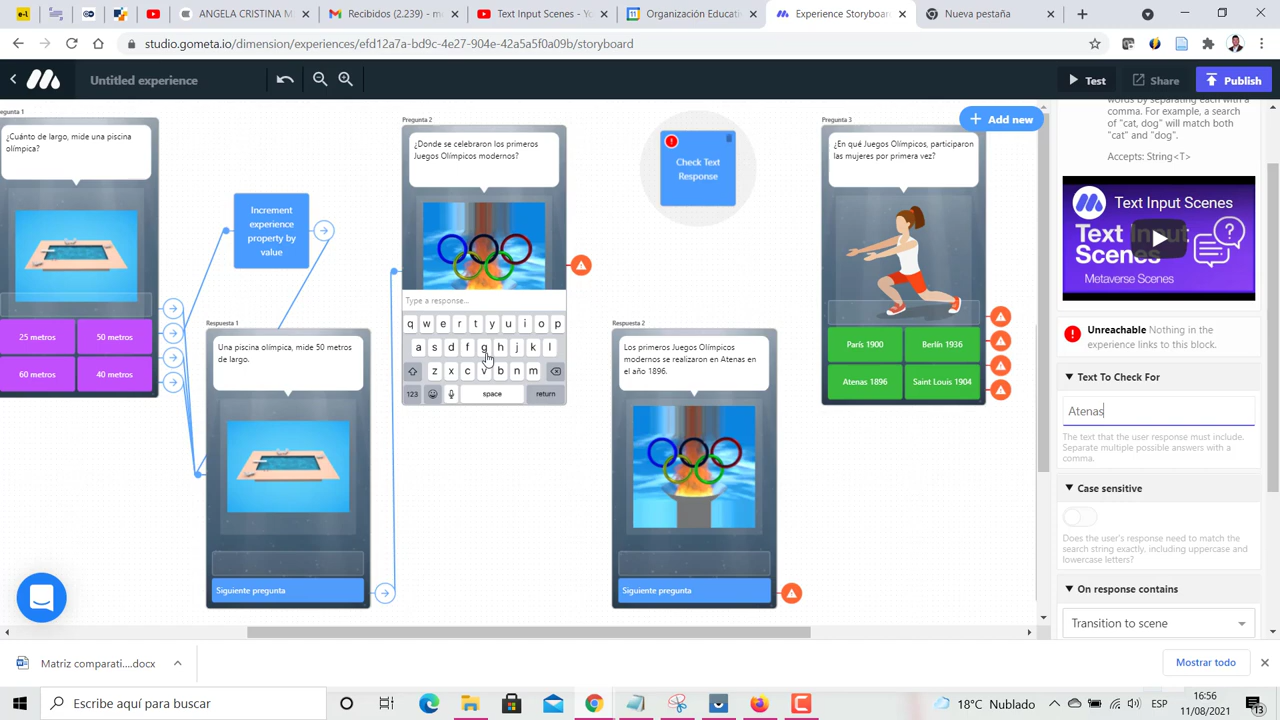 ANGELA CRISTINA M
Recibidos (2.239) - m
Text Input Scenes - Yo
Organización Educati
Experience Storyboar
Nueva pestaña
studio.gometa.io/dimension/experiences/efd12a7a-bd9c-4e27-904e-42a5a5f0a09b/storyboard
Untitled experience
Test
Share
Publish
Add new
egunta 1
¿Cuánto de largo, mide una piscina
olímpica?
25 metros
50 metros
60 metros
40 metros
Increment
experience
property by
value
Respuesta 1
Una piscina olímpica, mide 50 metros
de largo.
Siguiente pregunta
Pregunta 2
¿Donde se celebraron los primeros
Juegos Olímpicos modernos?
Type a response...
q w e r t y u i o p
a s d f g h j k l
z x c v b n m
123
space
return
Check Text
Response
Respuesta 2
Los primeros Juegos Olímpicos
modernos se realizaron en Atenas en
el año 1896.
Siguiente pregunta
Pregunta 3
¿En qué Juegos Olímpicos, participaron
las mujeres por primera vez?
París 1900
Berlín 1936
Atenas 1896
Saint Louis 1904
words by separating each with a
comma. For example, a search
of "cat, dog" will match both
"cat" and "dog".
Accepts: String<T>
Text Input Scenes
Text
Input
Scenes
Metaverse Scenes
Unreachable Nothing in the
experience links to this block.
Text To Check For
Atenas
The text that the user response must include.
Separate multiple possible answers with a
comma.
Case sensitive
Does the user's response need to match the
search string exactly, including uppercase and
lowercase letters?
On response contains
Transition to scene
Matriz comparati....docx
Mostrar todo
Escribe aquí para buscar
18°C Nublado
ESP
16:56
11/08/2021
13